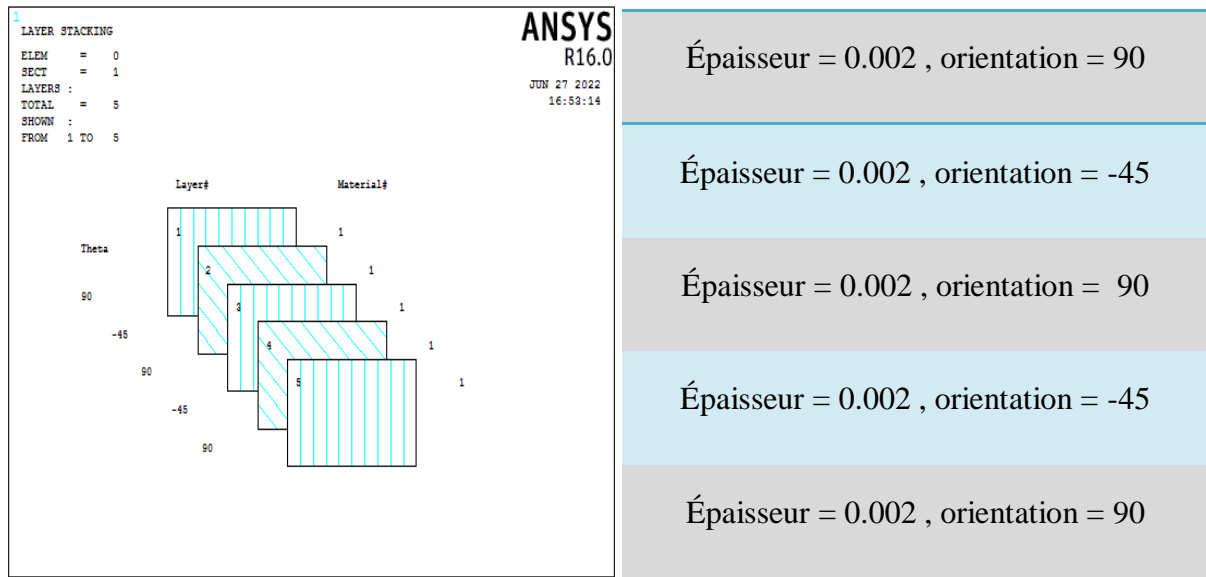 1
LAYER STACKING
ELEM = 0
SECT = 1
LAYERS :
TOTAL = 5
SHOWN :
FROM 1 TO 5
ANSYS
R16.0
JUN 27 2022
16:53:14
Layer# Material#
Theta
1 1
90
2 1
-45
3 1
90
4 1
-45
5 1
90
Épaisseur = 0.002 , orientation = 90
Épaisseur = 0.002 , orientation = -45
Épaisseur = 0.002 , orientation = 90
Épaisseur = 0.002 , orientation = -45
Épaisseur = 0.002 , orientation = 90